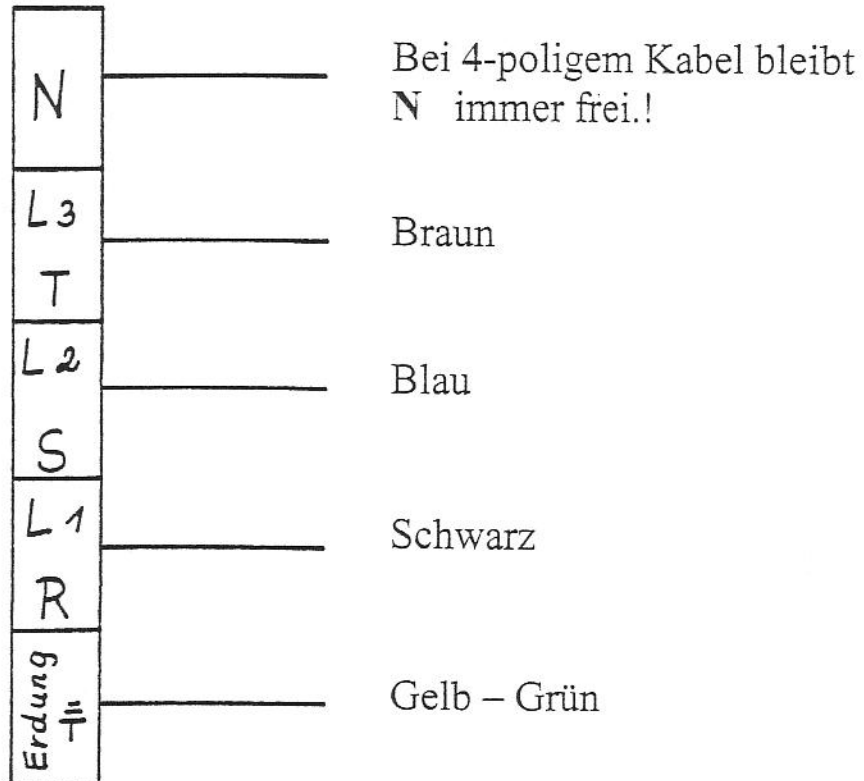 N
Bei 4-poligem Kabel bleibt
N immer frei.!
L3
T
Braun
L2
S
Blau
L1
R
Schwarz
Erdung
Gelb – Grün